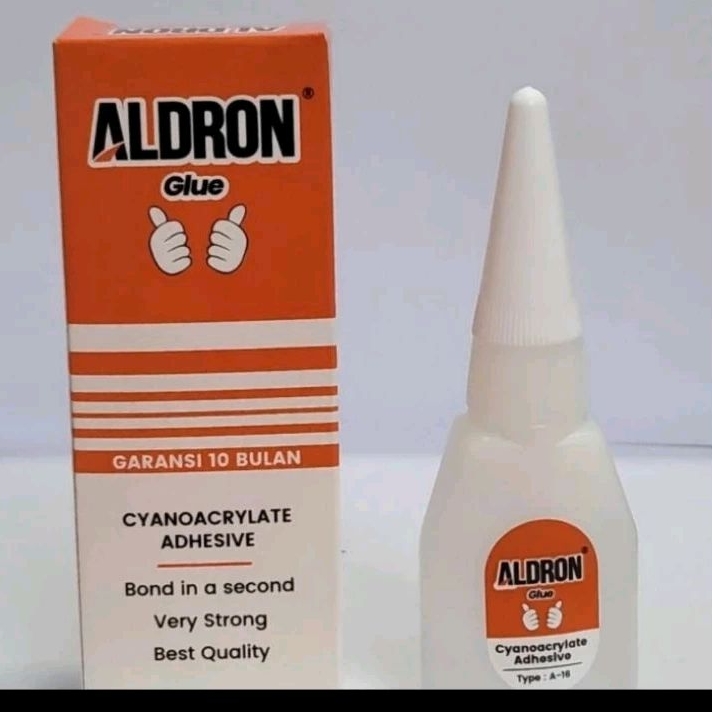 ALDRON
ALDRON®
Glue
GARANSI 10 BULAN
CYANOACRYLATE
ADHESIVE
Bond in a second
Very Strong
Best Quality
ALDRON
Glue
Cyanoacrylate
Adhesive
Type : A-16